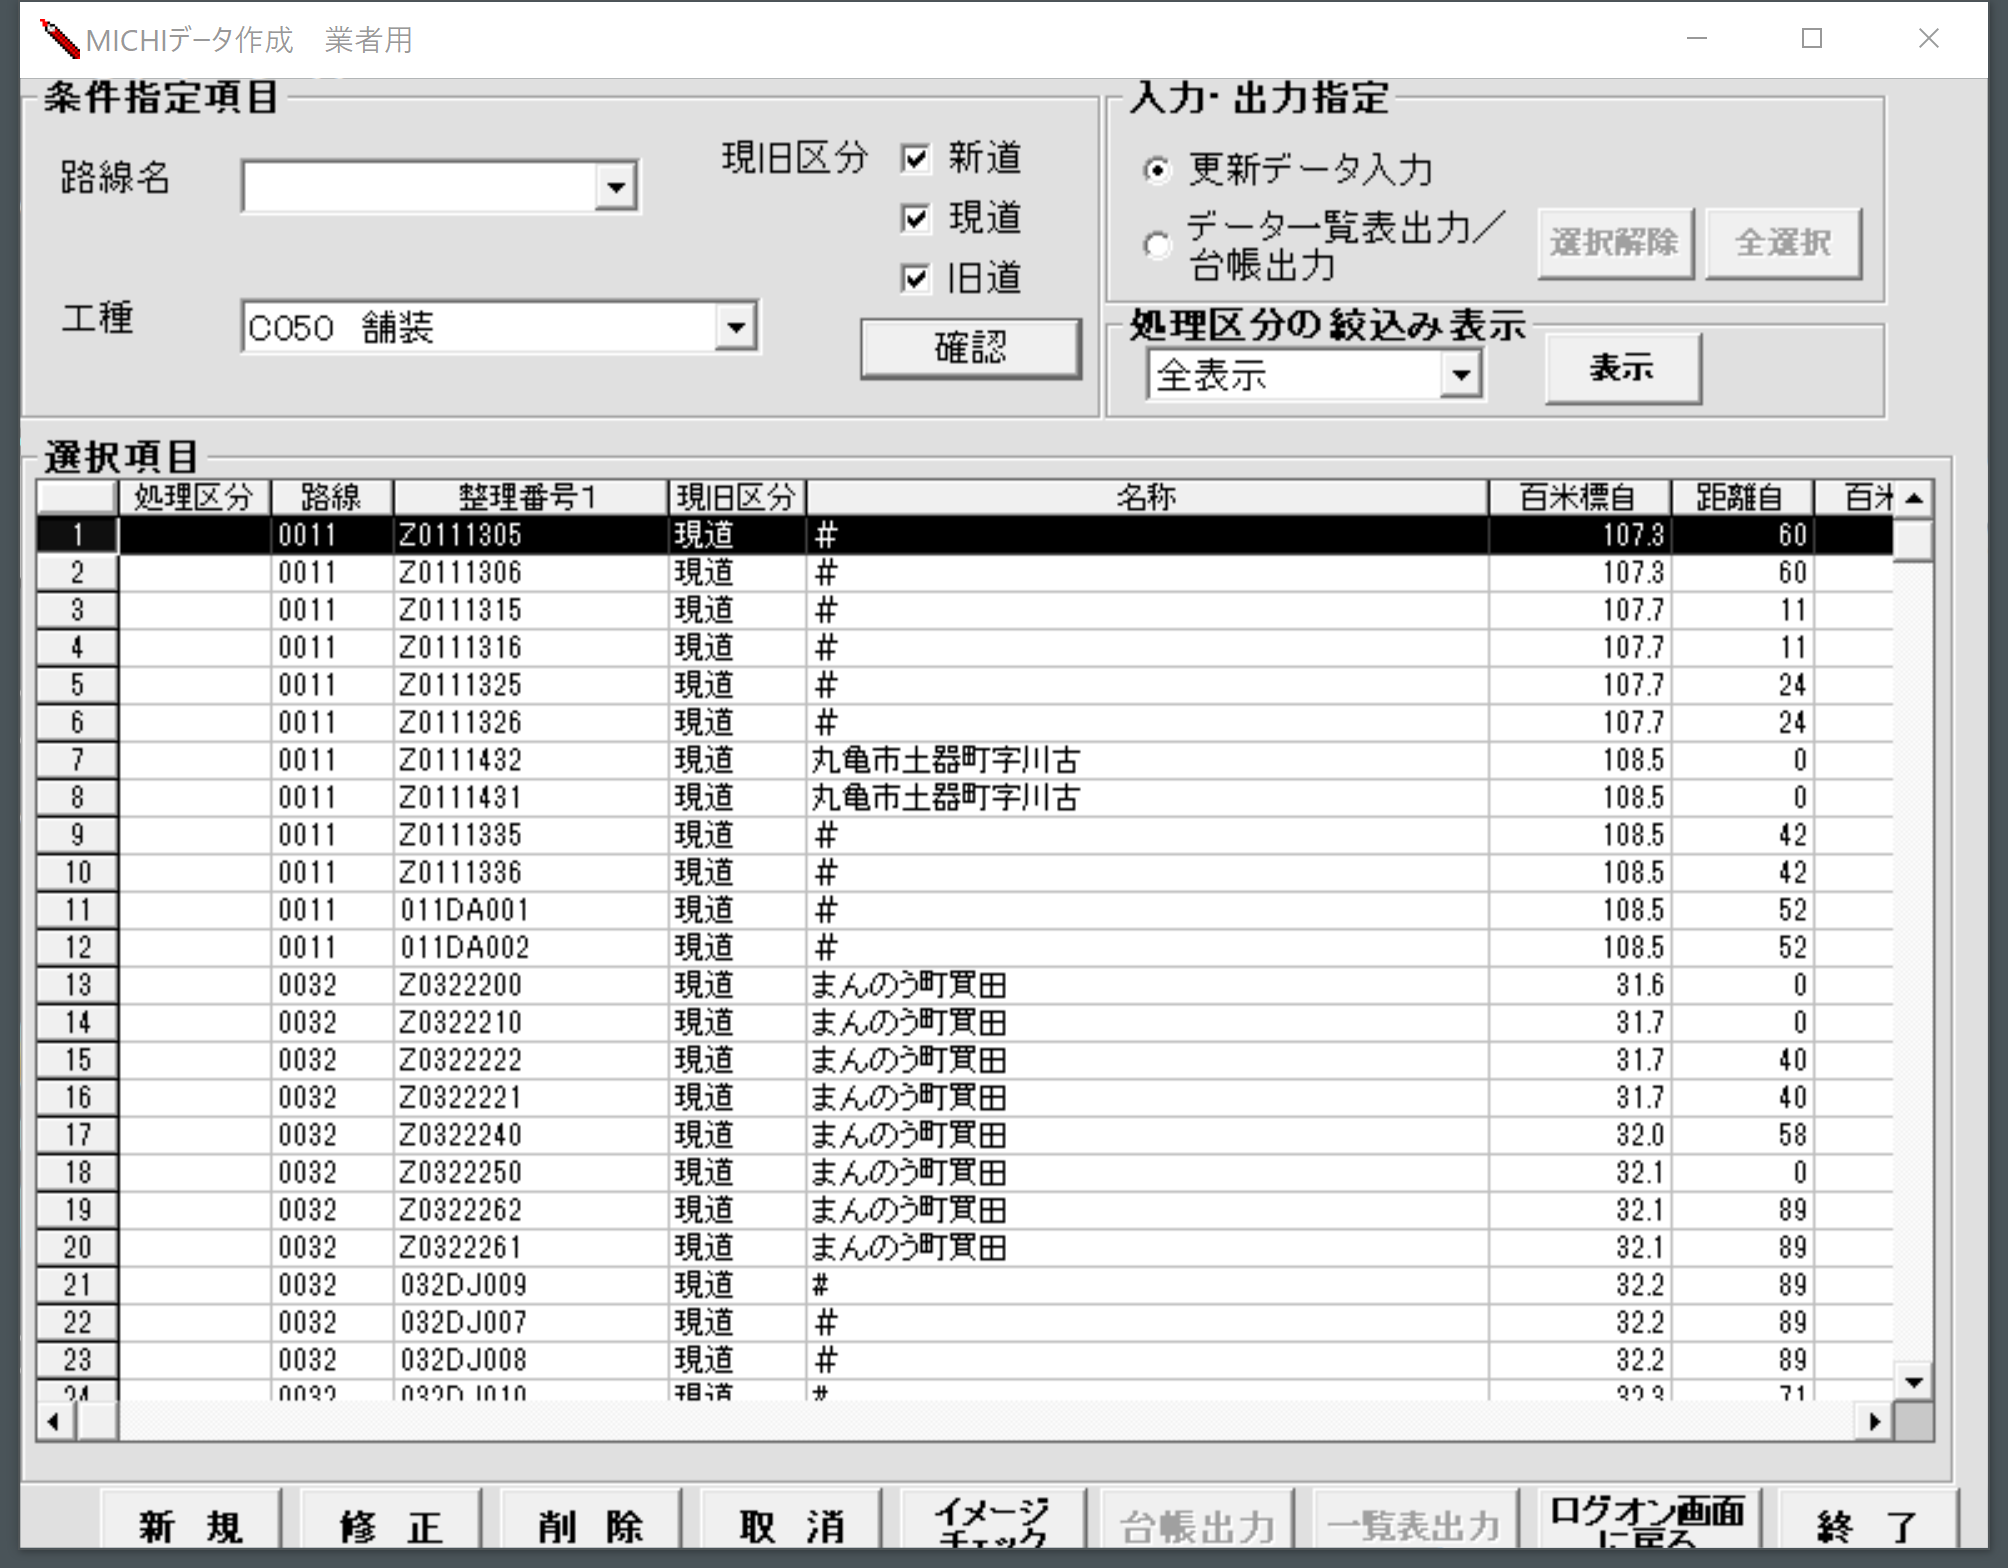 MICHIデータ作成　業者用
条件指定項目
路線名
現旧区分
新道
現道
旧道
工種
C050　舗装
確認
入力・出力指定
更新データ入力
データ一覧表出力／
台帳出力
選択解除
全選択
処理区分の絞込み表示
全表示
表示
選択項目
処理区分 路線 整理番号1 現旧区分 名称 百米標自 距離自 百米
1 0011 Z0111305 現道 # 107.3 60
2 0011 Z0111306 現道 # 107.3 60
3 0011 Z0111315 現道 # 107.7 11
4 0011 Z0111316 現道 # 107.7 11
5 0011 Z0111325 現道 # 107.7 24
6 0011 Z0111326 現道 # 107.7 24
7 0011 Z0111432 現道 丸亀市土器町字川古 108.5 0
8 0011 Z0111431 現道 丸亀市土器町字川古 108.5 0
9 0011 Z0111335 現道 # 108.5 42
10 0011 Z0111336 現道 # 108.5 42
11 0011 011DA001 現道 # 108.5 52
12 0011 011DA002 現道 # 108.5 52
13 0032 Z0322200 現道 まんのう町買田 31.6 0
14 0032 Z0322210 現道 まんのう町買田 31.7 0
15 0032 Z0322222 現道 まんのう町買田 31.7 40
16 0032 Z0322221 現道 まんのう町買田 31.7 40
17 0032 Z0322240 現道 まんのう町買田 32.0 58
18 0032 Z0322250 現道 まんのう町買田 32.1 0
19 0032 Z0322262 現道 まんのう町買田 32.1 89
20 0032 Z0322261 現道 まんのう町買田 32.1 89
21 0032 032DJ009 現道 # 32.2 89
22 0032 032DJ007 現道 # 32.2 89
23 0032 032DJ008 現道 # 32.2 89
24 0032 032DJ010 現道 # 32.3 71
新　規
修　正
削　除
取　消
イメージ
チェック
台帳出力
一覧表出力
ログオン画面
に戻る
終　了